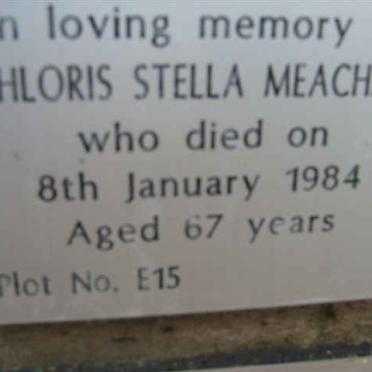 n loving memory
HLORIS STELLA MEACH
who died on
8th January 1984
Aged 67 years
Plot No. E15